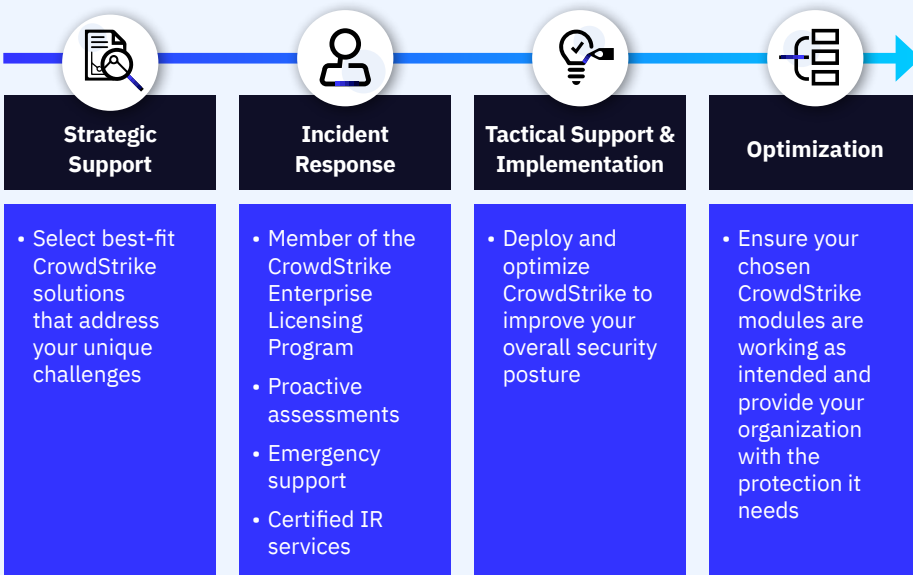 Strategic
Support
• Select best-fit
CrowdStrike
solutions
that address
your unique
challenges
Incident
Response
• Member of the
CrowdStrike
Enterprise
Licensing
Program
• Proactive
assessments
• Emergency
support
• Certified IR
services
Tactical Support &
Implementation
• Deploy and
optimize
CrowdStrike to
improve your
overall security
posture
Optimization
• Ensure your
chosen
CrowdStrike
modules are
working as
intended and
provide your
organization
with the
protection it
needs